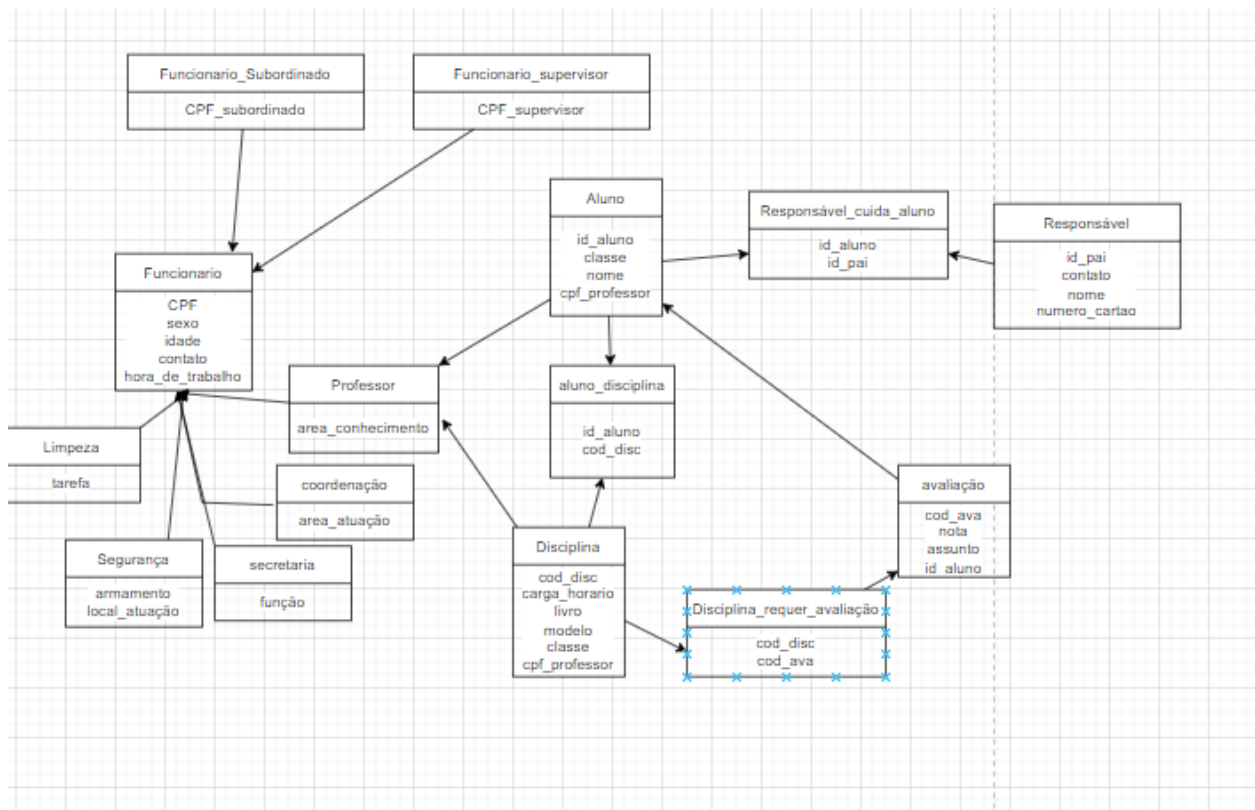 Funcionario_Subordinado
CPF_subordinado
Funcionario_supervisor
CPF_supervisor
Aluno
id_aluno
classe
nome
cpf_professor
Responsável_cuida_aluno
id_aluno
id_pai
Responsável
id_pai
contato
nome
numero_cartao
Funcionario
CPF
sexo
idade
contato
hora_de_trabalho
Professor
area_conhecimento
aluno_disciplina
id_aluno
cod_disc
Limpeza
tarefa
coordenação
area_atuação
avaliação
cod_ava
nota
assunto
id_aluno
Segurança
armamento
local_atuação
secretaria
função
Disciplina
cod_disc
carga_horario
livro
modelo
classe
cpf_professor
Disciplina_requer_avaliação
cod_disc
cod_ava